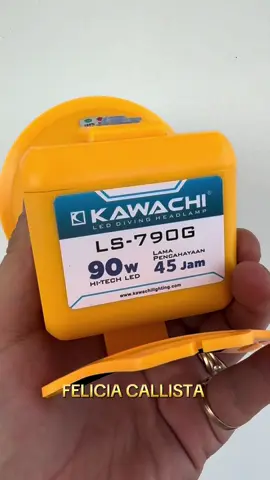 KAWACHI
LED DIVING HEADLAMP
LS-790G
90W
HI-TECH LED
LAMA
PENCAHAYAAN
45 Jam
www.kawachilighting.com
FELICIA CALLISTA